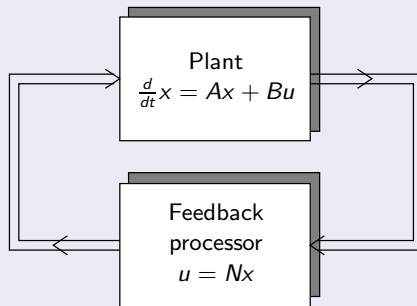 Plant
d/dt x = Ax + Bu
Feedback
processor
u = Nx